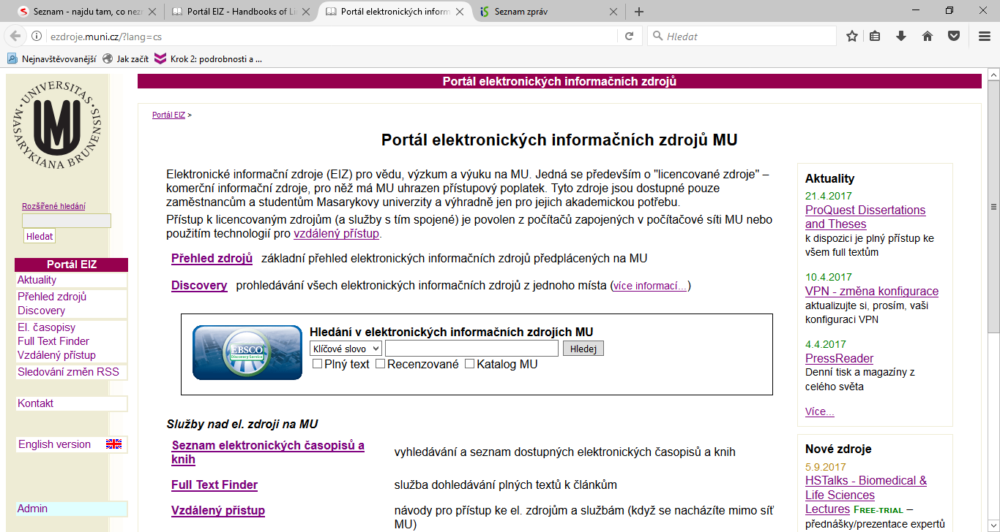 Seznam - najdu tam, co nezn
Portál EIZ - Handbooks of Li
Portál elektronických inform
Seznam zpráv
ezdroje.muni.cz/?lang=cs
Hledat
Nejnavštěvovanější
Jak začít
Krok 2: podrobnosti a ...
UNIVERSITAS MASARYKIANA BRUNENSIS
Rozšířené hledání
Hledat
Portál EIZ
Aktuality
Přehled zdrojů
Discovery
El. časopisy
Full Text Finder
Vzdálený přístup
Sledování změn RSS
Kontakt
English version
Admin
Portál elektronických informačních zdrojů
Portál EIZ >
Portál elektronických informačních zdrojů MU
Elektronické informační zdroje (EIZ) pro vědu, výzkum a výuku na MU. Jedná se především o "licencované zdroje" –
komerční informační zdroje, pro něž má MU uhrazen přístupový poplatek. Tyto zdroje jsou dostupné pouze
zaměstnancům a studentům Masarykovy univerzity a výhradně jen pro jejich akademickou potřebu.
Přístup k licencovaným zdrojům (a služby s tím spojené) je povolen z počítačů zapojených v počítačové síti MU nebo
použitím technologií pro vzdálený přístup.
Přehled zdrojů základní přehled elektronických informačních zdrojů předplácených na MU
Discovery prohledávání všech elektronických informačních zdrojů z jednoho místa (více informací...)
EBSCO
Discovery Service
Hledání v elektronických informačních zdrojích MU
Klíčové slovo
Hledej
Plný text Recenzované Katalog MU
Služby nad el. zdroji na MU
Seznam elektronických časopisů a
knih
vyhledávání a seznam dostupných elektronických časopisů a knih
Full Text Finder
služba dohledávání plných textů k článkům
Vzdálený přístup
návody pro přístup ke el. zdrojům a službám (když se nacházíte mimo síť
MU)
Aktuality
21.4.2017
ProQuest Dissertations
and Theses
k dispozici je plný přístup ke
všem full textům
10.4.2017
VPN - změna konfigurace
aktualizujte si, prosím, vaši
konfiguraci VPN
4.4.2017
PressReader
Denní tisk a magazíny z
celého světa
Více...
Nové zdroje
5.9.2017
HSTalks - Biomedical &
Life Sciences
Lectures FREE-TRIAL –
přednášky/prezentace expertů